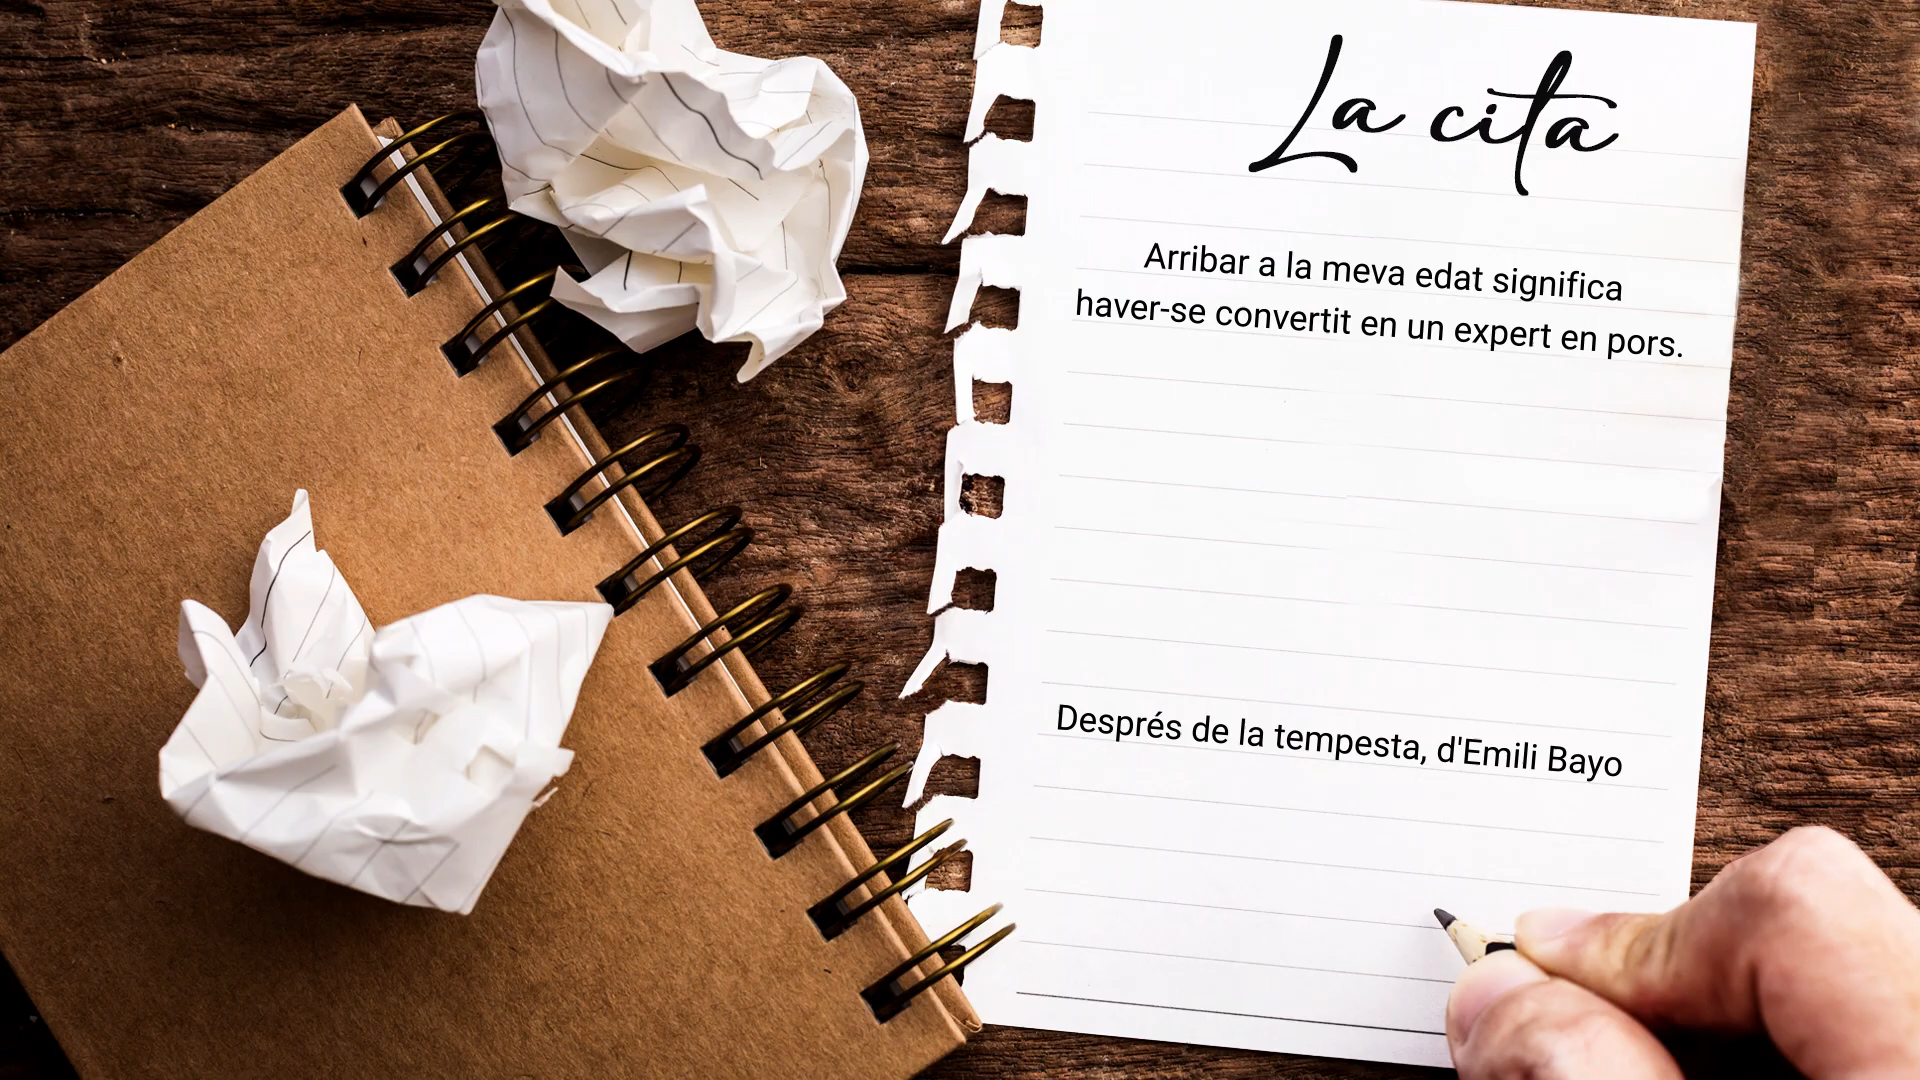 La cita
Arribar a la meva edat significa
haver-se convertit en un expert en pors.
Després de la tempesta, d'Emili Bayo